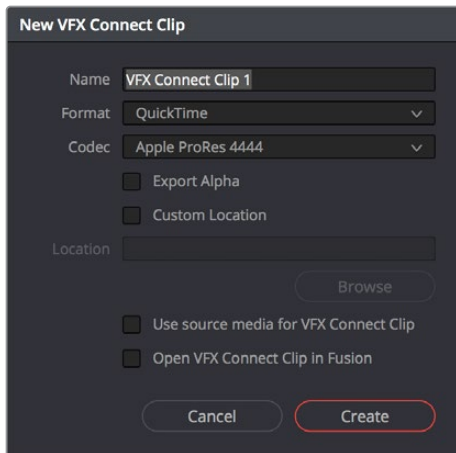 New VFX Connect Clip
Name VFX Connect Clip 1
Format QuickTime
Codec Apple ProRes 4444
Export Alpha
Custom Location
Location
Browse
Use source media for VFX Connect Clip
Open VFX Connect Clip in Fusion
Cancel Create